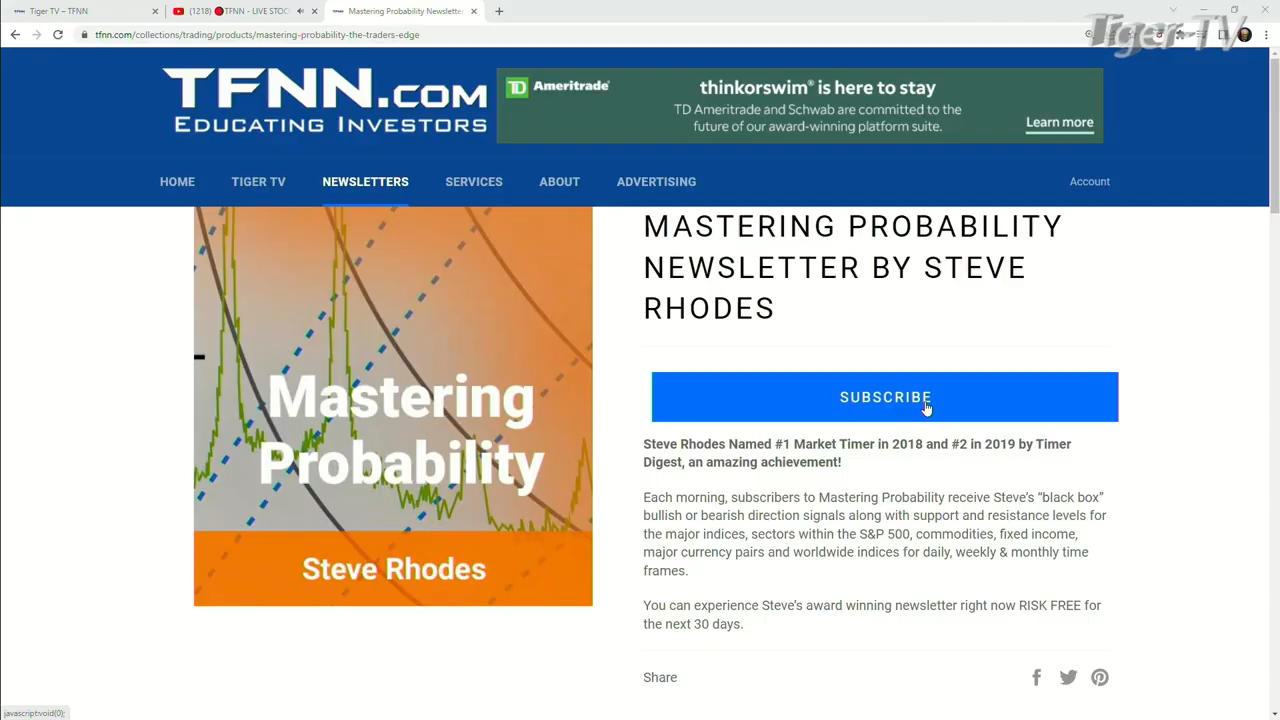 Tiger TV – TFNN
(1218) 🔴TFNN - LIVE STOC
Mastering Probability Newsletter
tfnn.com/collections/trading/products/mastering-probability-the-traders-edge
Tiger TV
TFNN.COM
EDUCATING INVESTORS
TD Ameritrade
thinkorswim® is here to stay
TD Ameritrade and Schwab are committed to the
future of our award-winning platform suite.
Learn more
HOME TIGER TV NEWSLETTERS SERVICES ABOUT ADVERTISING Account
Mastering
Probability
Steve Rhodes
MASTERING PROBABILITY
NEWSLETTER BY STEVE
RHODES
SUBSCRIBE
Steve Rhodes Named #1 Market Timer in 2018 and #2 in 2019 by Timer
Digest, an amazing achievement!
Each morning, subscribers to Mastering Probability receive Steve's “black box”
bullish or bearish direction signals along with support and resistance levels for
the major indices, sectors within the S&P 500, commodities, fixed income,
major currency pairs and worldwide indices for daily, weekly & monthly time
frames.
You can experience Steve's award winning newsletter right now RISK FREE for
the next 30 days.
Share
javascript:void(0);